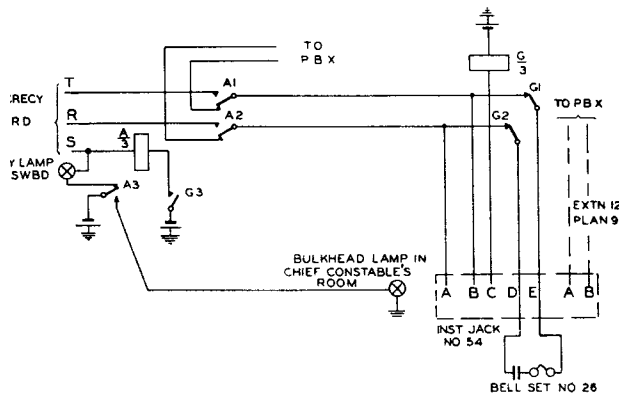 TO
PBX
G
3
T
A1
G1
CRECY
R
A2
G2
TO PBX
RD
S
A
3
Y LAMP
SWBD
A3
G3
EXTN 12
PLAN 9
BULKHEAD LAMP IN
CHIEF CONSTABLE'S
ROOM
A B C D E A B
INST JACK
NO 54
BELL SET NO 26